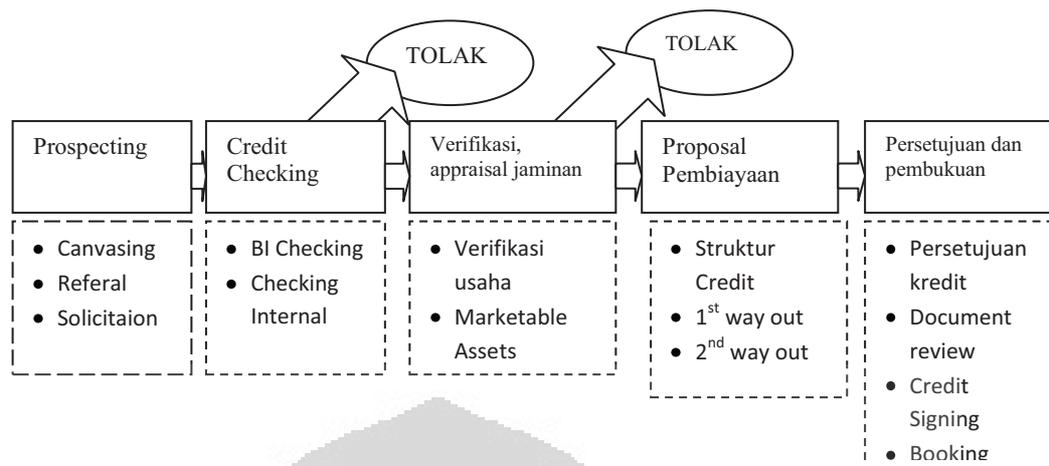 TOLAK
TOLAK
Prospecting
Credit
Checking
Verifikasi,
appraisal jaminan
Proposal
Pembiayaan
Persetujuan dan
pembukuan
• Canvasing
• Referal
• Solicitaion
• BI Checking
• Checking
Internal
• Verifikasi
usaha
• Marketable
Assets
• Struktur
Credit
• 1st way out
• 2nd way out
• Persetujuan
kredit
• Document
review
• Credit
Signing
• Booking